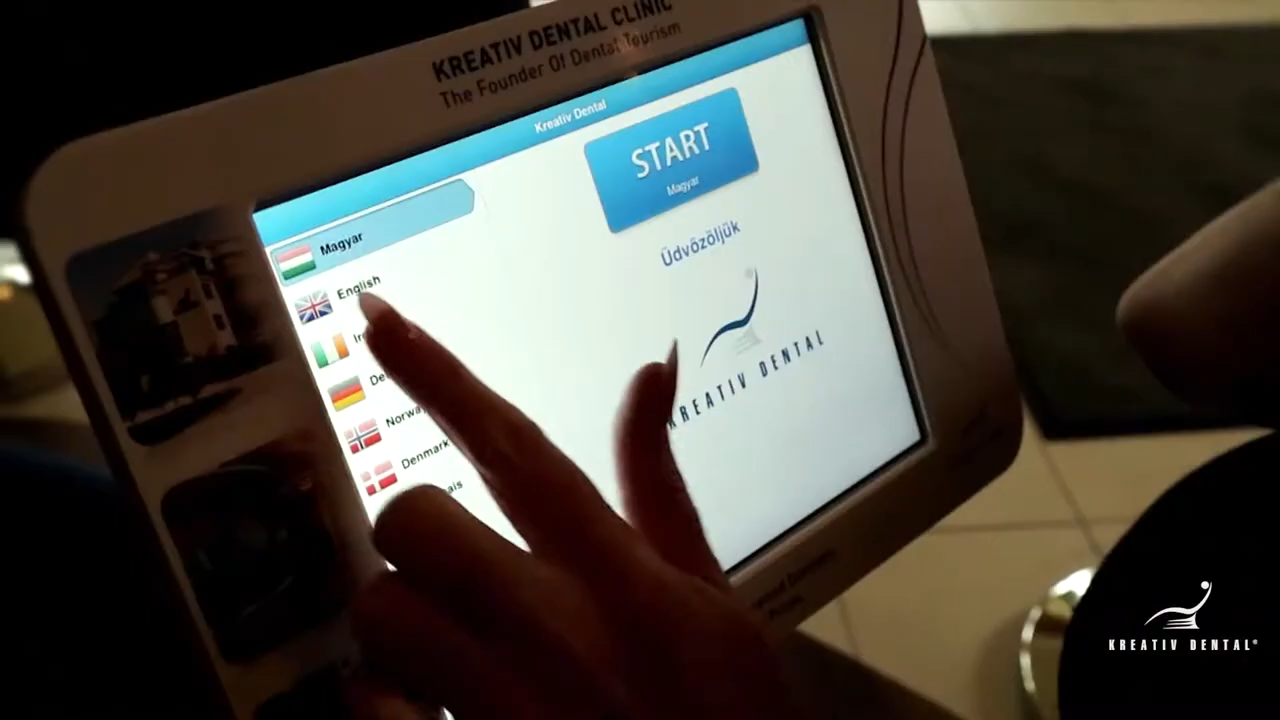 KREATIV DENTAL CLINIC
The Founder Of Dental Tourism
Kreativ Dental
START
Magyar
Üdvözöljük
KREATIV DENTAL
Magyar
English
Denmark
KREATIV DENTAL®